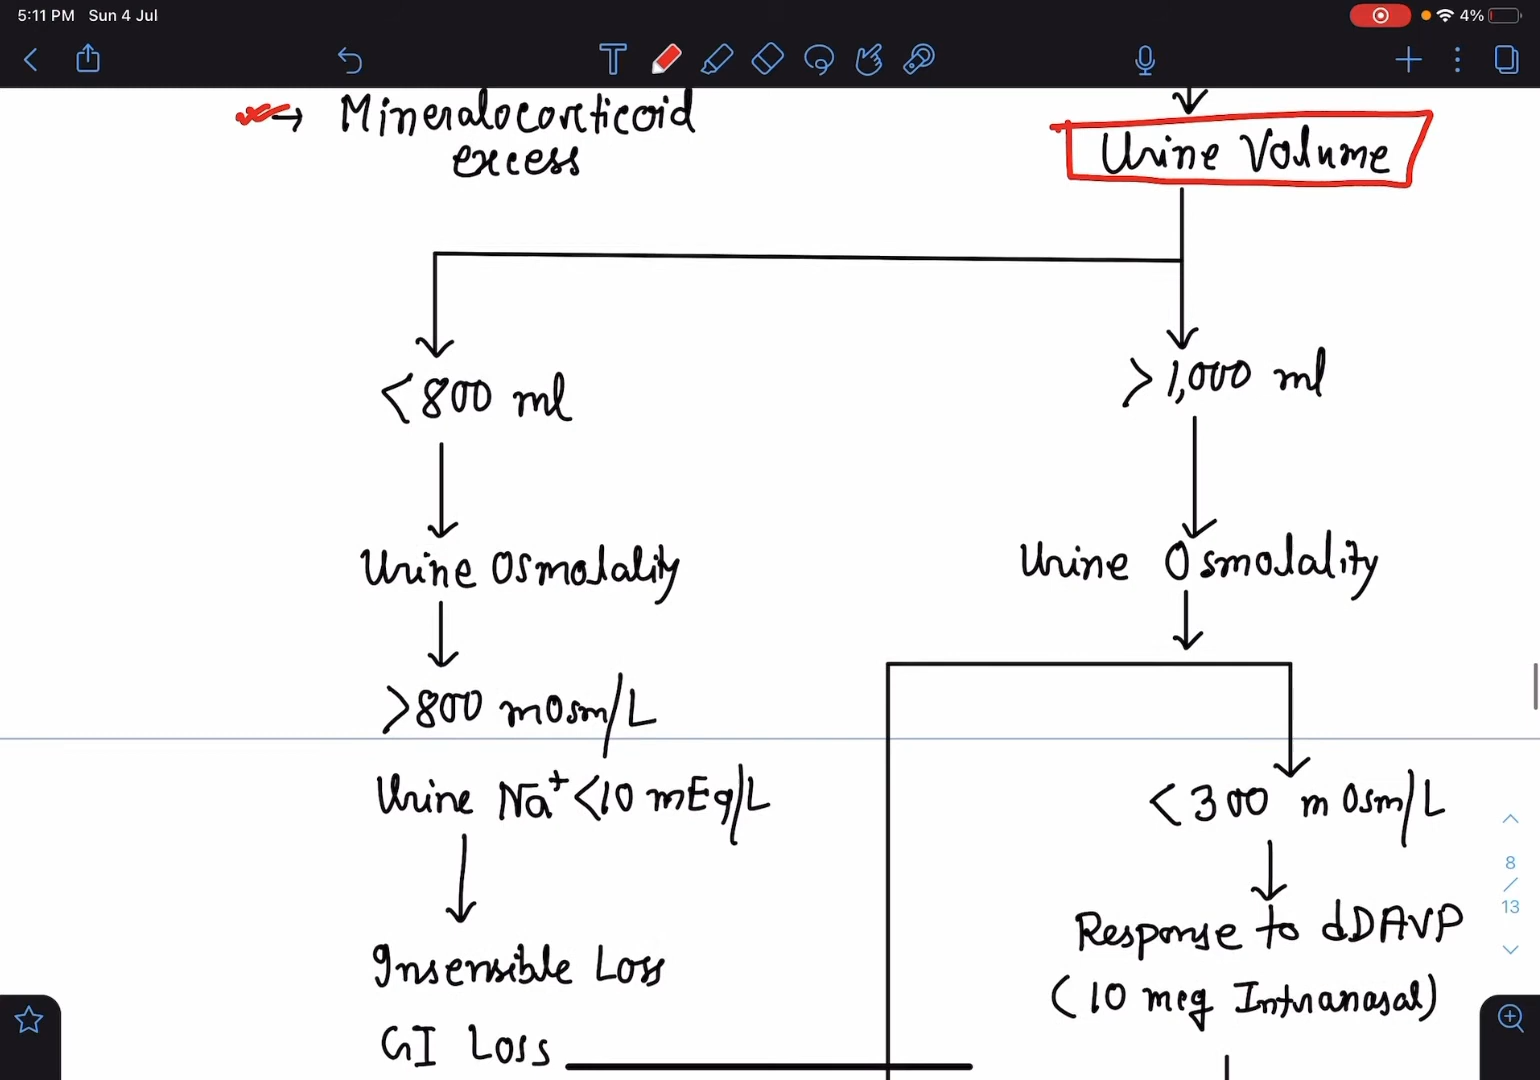 5:11 PM Sun 4 Jul
4%
T
→ Mineralocorticoid
excess
Urine Volume
<800 ml
>1,000 ml
Urine Osmolality
Urine Osmolality
>800 mOsm/L
Urine Na+ <10 mEq/L
<300 mOsm/L
8
/
13
Response to dDAVP
Insensible Loss
(10 mcg Intranasal)
GI Loss